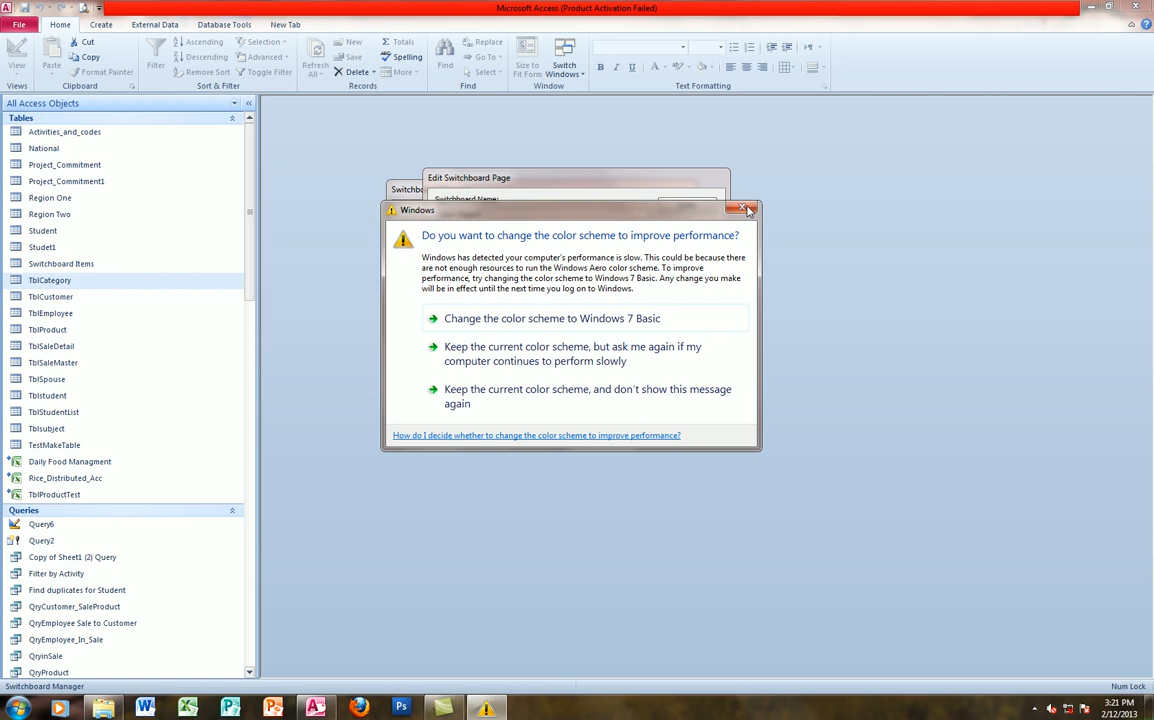 Microsoft Access (Product Activation Failed)
File Home Create External Data Database Tools New Tab
View
Views
Paste
Cut
Copy
Format Painter
Clipboard
Filter
Ascending
Descending
Remove Sort
Selection
Advanced
Toggle Filter
Sort & Filter
Refresh All
New
Save
Delete
Totals
Spelling
More
Records
Find
Replace
Go To
Select
Find
Size to Fit Form
Switch Windows
Window
B I U A
Text Formatting
All Access Objects
Tables
Activities_and_codes
National
Project_Commitment
Project_Commitment1
Region One
Region Two
Student
Studet1
Switchboard Items
TblCategory
TblCustomer
TblEmployee
TblProduct
TblSaleDetail
TblSaleMaster
TblSpouse
Tblstudent
TblStudentList
Tblsubject
TestMakeTable
Daily Food Managment
Rice_Distributed_Acc
TblProductTest
Queries
Query6
Query2
Copy of Sheet1 (2) Query
Filter by Activity
Find duplicates for Student
QryCustomer_SaleProduct
QryEmployee Sale to Customer
QryEmployee_In_Sale
QryinSale
QryProduct
Edit Switchboard Page
Switchbo
Switchboard Name:
Windows
Do you want to change the color scheme to improve performance?
Windows has detected your computer's performance is slow. This could be because there
are not enough resources to run the Windows Aero color scheme. To improve
performance, try changing the color scheme to Windows 7 Basic. Any change you make
will be in effect until the next time you log on to Windows.
Change the color scheme to Windows 7 Basic
Keep the current color scheme, but ask me again if my
computer continues to perform slowly
Keep the current color scheme, and don't show this message
again
How do I decide whether to change the color scheme to improve performance?
Switchboard Manager
Num Lock
3:21 PM
2/12/2013